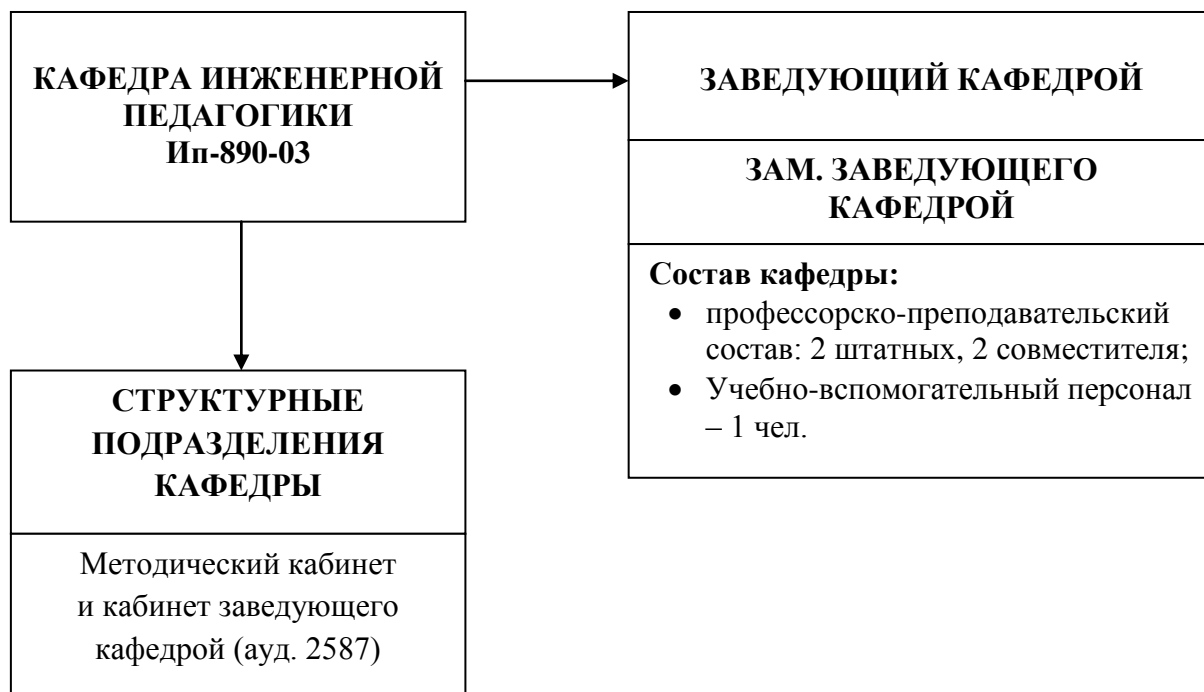 КАФЕДРА ИНЖЕНЕРНОЙ
ПЕДАГОГИКИ
Ип-890-03
ЗАВЕДУЮЩИЙ КАФЕДРОЙ
ЗАМ. ЗАВЕДУЮЩЕГО
КАФЕДРОЙ
Состав кафедры:
• профессорско-преподавательский
состав: 2 штатных, 2 совместителя;
• Учебно-вспомогательный персонал
– 1 чел.
СТРУКТУРНЫЕ
ПОДРАЗДЕЛЕНИЯ
КАФЕДРЫ
Методический кабинет
и кабинет заведующего
кафедрой (ауд. 2587)